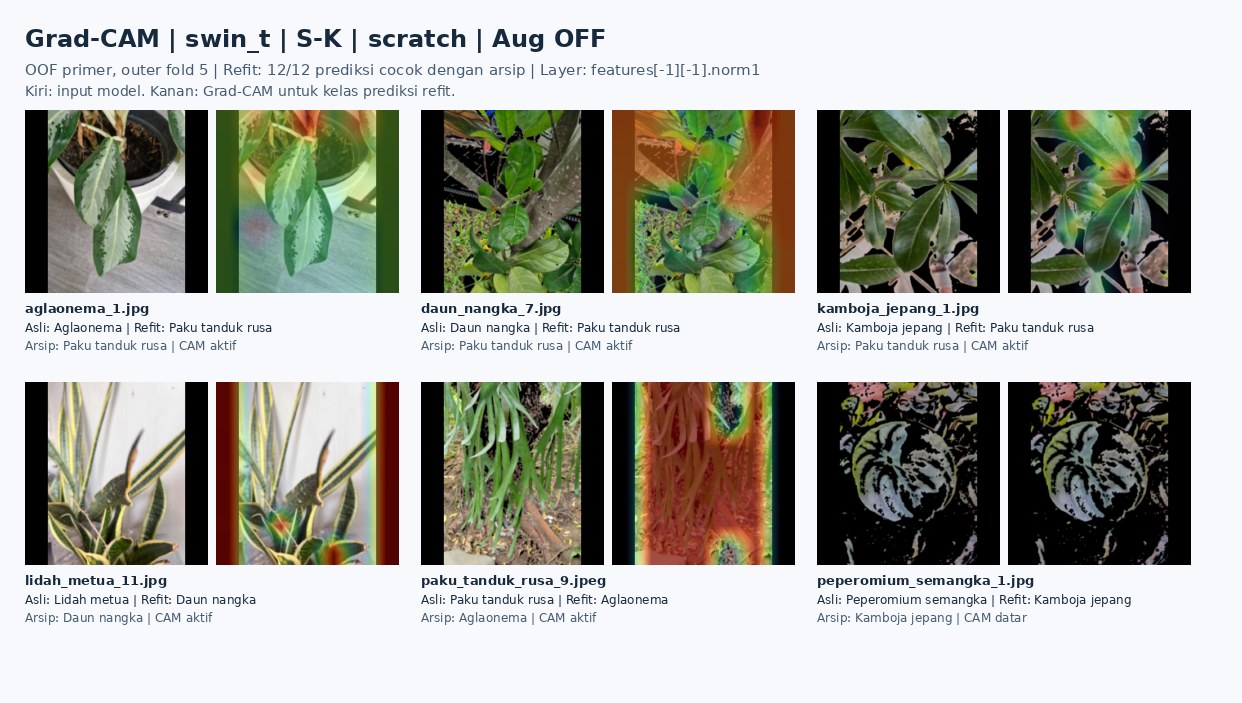 Grad-CAM | swin_t | S-K | scratch | Aug OFF
OOF primer, outer fold 5 | Refit: 12/12 prediksi cocok dengan arsip | Layer: features[-1][-1].norm1
Kiri: input model. Kanan: Grad-CAM untuk kelas prediksi refit.
aglaonema_1.jpg
Asli: Aglaonema | Refit: Paku tanduk rusa
Arsip: Paku tanduk rusa | CAM aktif
daun_nangka_7.jpg
Asli: Daun nangka | Refit: Paku tanduk rusa
Arsip: Paku tanduk rusa | CAM aktif
kamboja_jepang_1.jpg
Asli: Kamboja jepang | Refit: Paku tanduk rusa
Arsip: Paku tanduk rusa | CAM aktif
lidah_metua_11.jpg
Asli: Lidah metua | Refit: Daun nangka
Arsip: Daun nangka | CAM aktif
paku_tanduk_rusa_9.jpeg
Asli: Paku tanduk rusa | Refit: Aglaonema
Arsip: Aglaonema | CAM aktif
peperomium_semangka_1.jpg
Asli: Peperomium semangka | Refit: Kamboja jepang
Arsip: Kamboja jepang | CAM datar